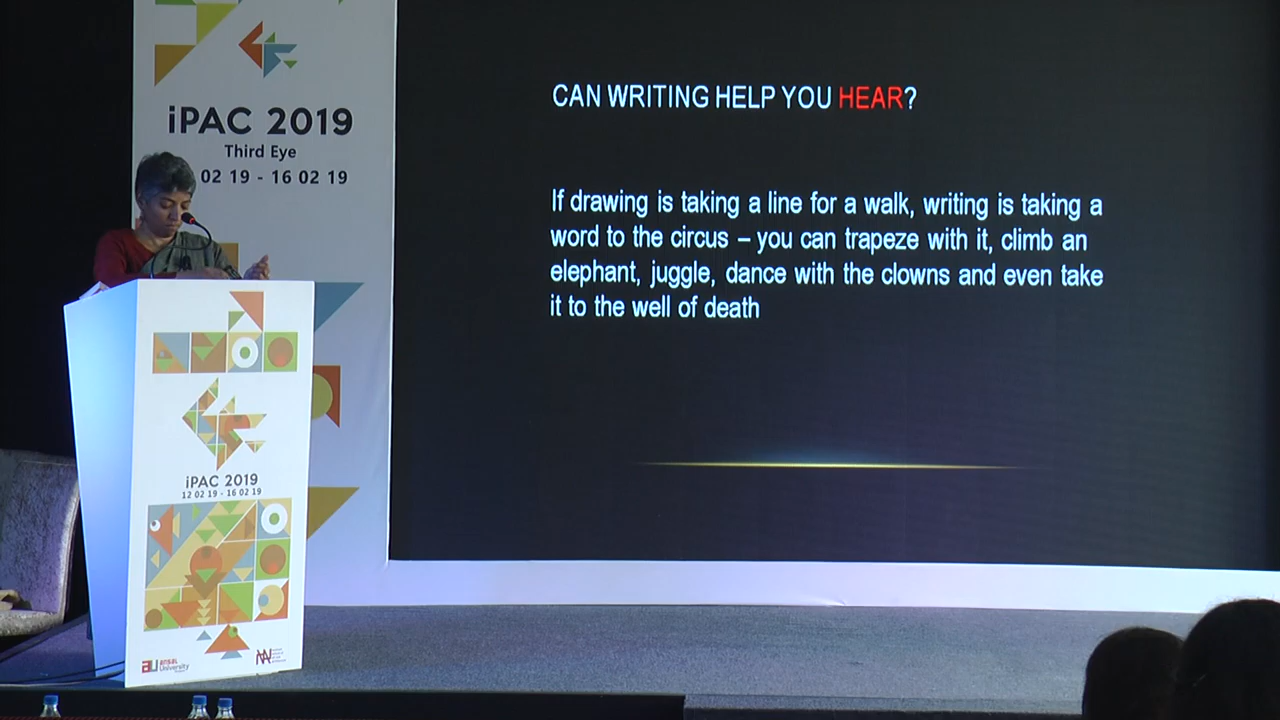 iPAC 2019
Third Eye
02 19 - 16 02 19
CAN WRITING HELP YOU HEAR?
If drawing is taking a line for a walk, writing is taking a
word to the circus – you can trapeze with it, climb an
elephant, juggle, dance with the clowns and even take
it to the well of death
iPAC 2019
12 02 19 - 16 02 19
ansal
University